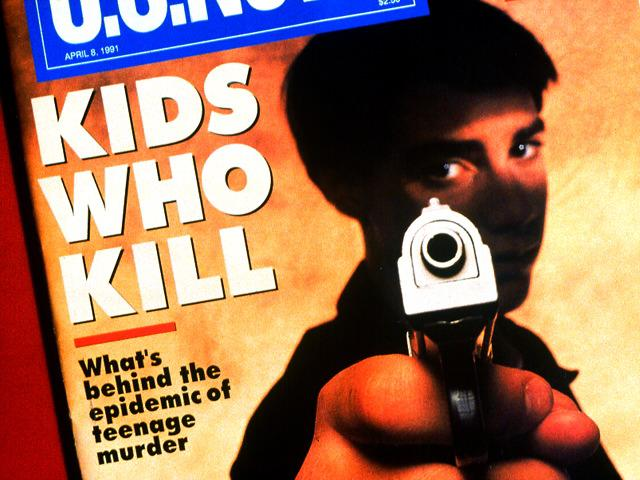 U.S.
$2.50
APRIL 8, 1991
KIDS
WHO
KILL
What's
behind the
epidemic of
teenage
murder